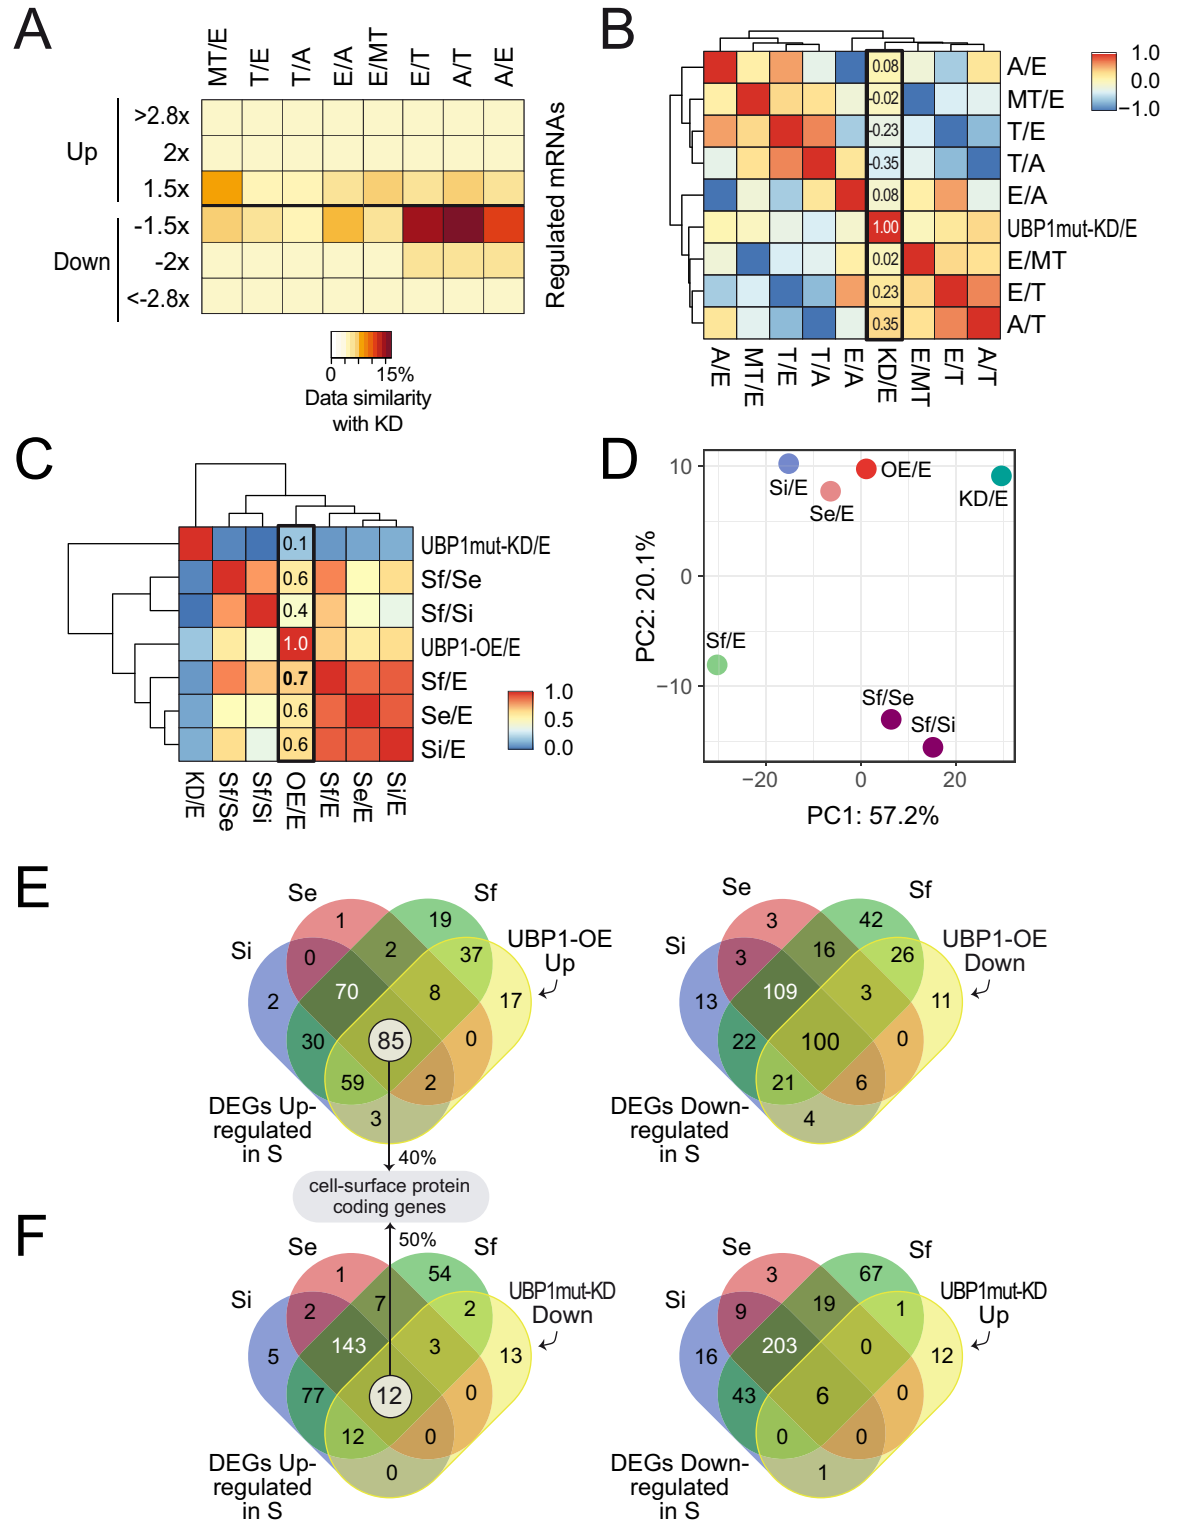 A
MT/E T/E T/A E/A E/MT E/T A/T A/E
Up
>2.8x
2x
1.5x
Down
-1.5x
-2x
<-2.8x
Regulated mRNAs
0 15%
Data similarity
with KD
B
0.08 A/E
-0.02 MT/E
-0.23 T/E
-0.35 T/A
0.08 E/A
1.00 UBP1mut-KD/E
0.02 E/MT
0.23 E/T
0.35 A/T
A/E MT/E T/E T/A E/A KD/E E/MT E/T A/T
1.0
0.0
−1.0
C
0.1 UBP1mut-KD/E
0.6 Sf/Se
0.4 Sf/Si
1.0 UBP1-OE/E
0.7 Sf/E
0.6 Se/E
0.6 Si/E
KD/E Sf/Se Sf/Si OE/E Sf/E Se/E Si/E
1.0
0.5
0.0
D
PC2: 20.1%
10
0
−10
Si/E
Se/E
OE/E
KD/E
Sf/E
Sf/Se
Sf/Si
−20 0 20
PC1: 57.2%
E
Se
Sf
Si
UBP1-OE
Up
1
19
0
2
37
2
70
8
17
30
85
0
59
2
3
DEGs Up-
regulated
in S
40%
Se
Sf
UBP1-OE
Down
3
42
3
16
26
13
109
3
11
22
100
0
21
6
4
DEGs Down-
regulated
in S
Si
cell-surface protein
coding genes
F
50%
Se
Sf
Si
UBP1mut-KD
Down
1
54
2
7
2
5
143
3
13
77
12
0
12
0
0
DEGs Up-
regulated
in S
Se
Sf
Si
UBP1mut-KD
Up
3
67
9
19
1
16
203
0
12
43
6
0
0
0
1
DEGs Down-
regulated
in S